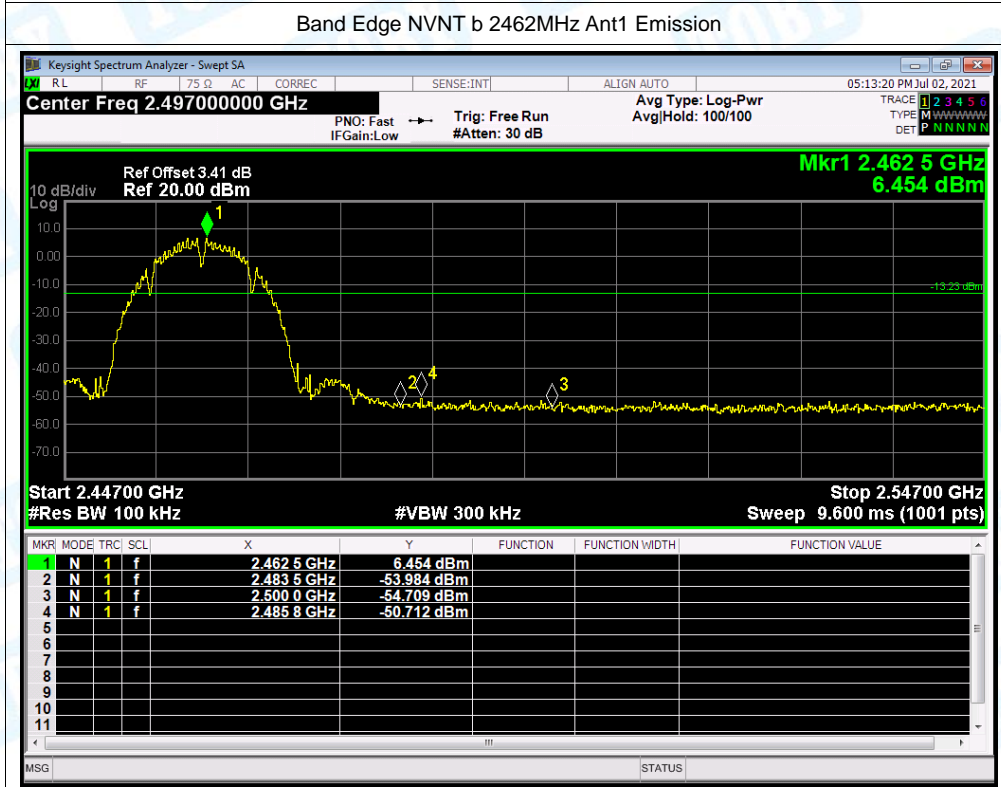 Band Edge NVNT b 2462MHz Ant1 Emission
Keysight Spectrum Analyzer - Swept SA
LXI RL RF 75 Ω AC CORREC SENSE:INT ALIGN AUTO 05:13:20 PM Jul 02, 2021
Center Freq 2.497000000 GHz
PNO: Fast
IFGain:Low
Trig: Free Run
#Atten: 30 dB
Avg Type: Log-Pwr
Avg|Hold: 100/100
TRACE 1 2 3 4 5 6
TYPE M WWWWW
DET P N N N N N
Mkr1 2.462 5 GHz
6.454 dBm
Ref Offset 3.41 dB
10 dB/div Ref 20.00 dBm
Log
1
10.0
0.00
-10.0
-13.23 dBm
-20.0
-30.0
-40.0
2 4 3
-50.0
-60.0
-70.0
Start 2.44700 GHz Stop 2.54700 GHz
#Res BW 100 kHz #VBW 300 kHz Sweep 9.600 ms (1001 pts)
MKR MODE TRC SCL X Y FUNCTION FUNCTION WIDTH FUNCTION VALUE
1 N 1 f 2.462 5 GHz 6.454 dBm
2 N 1 f 2.483 5 GHz -53.984 dBm
3 N 1 f 2.500 0 GHz -54.709 dBm
4 N 1 f 2.485 8 GHz -50.712 dBm
5
6
7
8
9
10
11
MSG STATUS